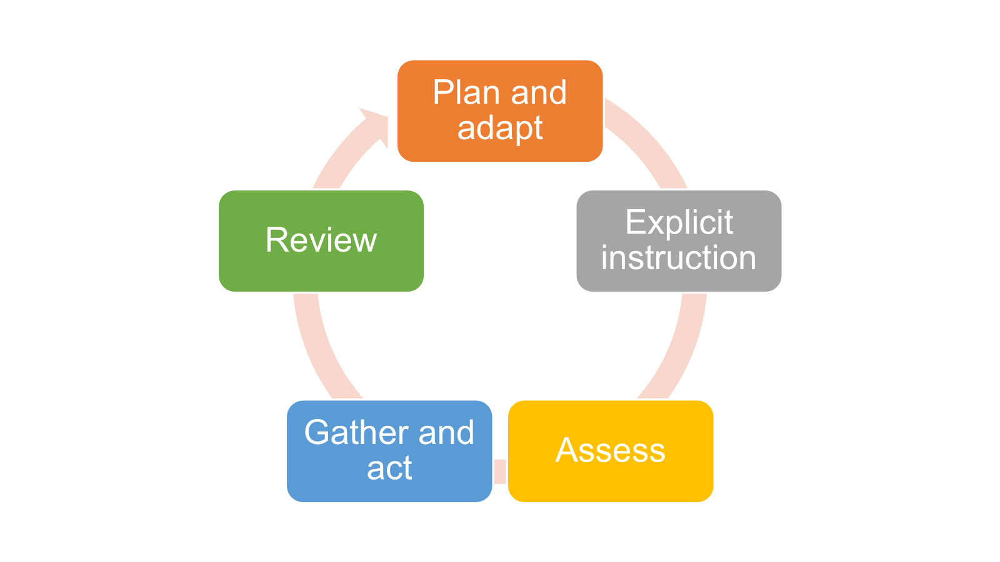 Plan and
adapt
Explicit
instruction
Assess
Gather and
act
Review